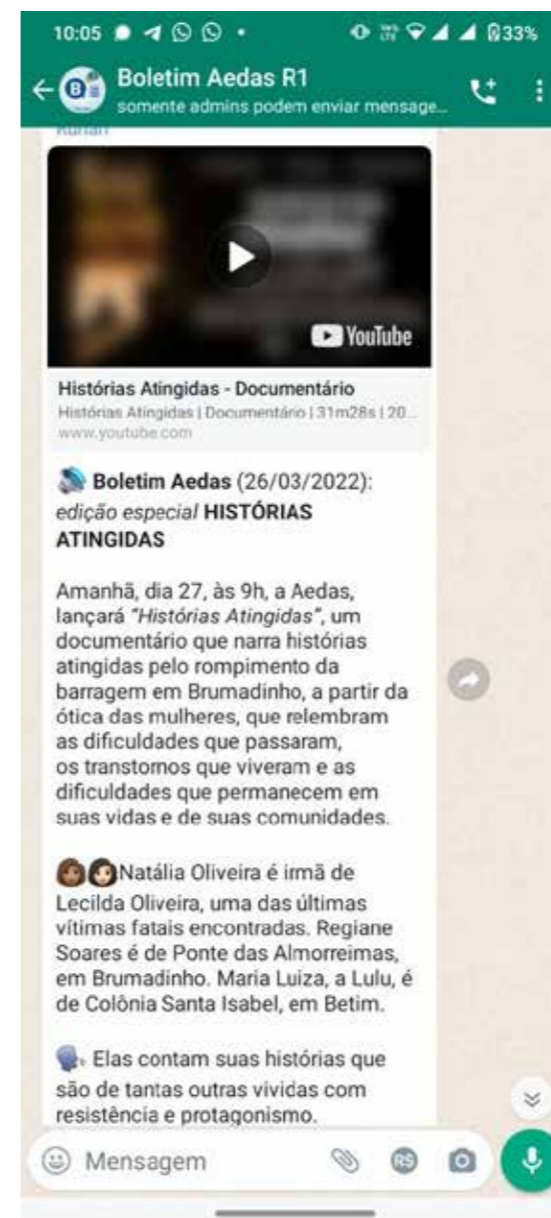 10:05 33%
Boletim Aedas R1
somente admins podem enviar mensage...
YouTube
Histórias Atingidas - Documentário
Histórias Atingidas | Documentário | 31m28s | 20...
www.youtube.com
Boletim Aedas (26/03/2022):
edição especial HISTÓRIAS
ATINGIDAS
Amanhã, dia 27, às 9h, a Aedas,
lançará "Histórias Atingidas", um
documentário que narra histórias
atingidas pelo rompimento da
barragem em Brumadinho, a partir da
ótica das mulheres, que relembram
as dificuldades que passaram,
os transtornos que viveram e as
dificuldades que permanecem em
suas vidas e de suas comunidades.
Natália Oliveira é irmã de
Lecilda Oliveira, uma das últimas
vítimas fatais encontradas. Regiane
Soares é de Ponte das Almorreimas,
em Brumadinho. Maria Luiza, a Lulu, é
de Colônia Santa Isabel, em Betim.
Elas contam suas histórias que
são de tantas outras vividas com
resistência e protagonismo.
Mensagem